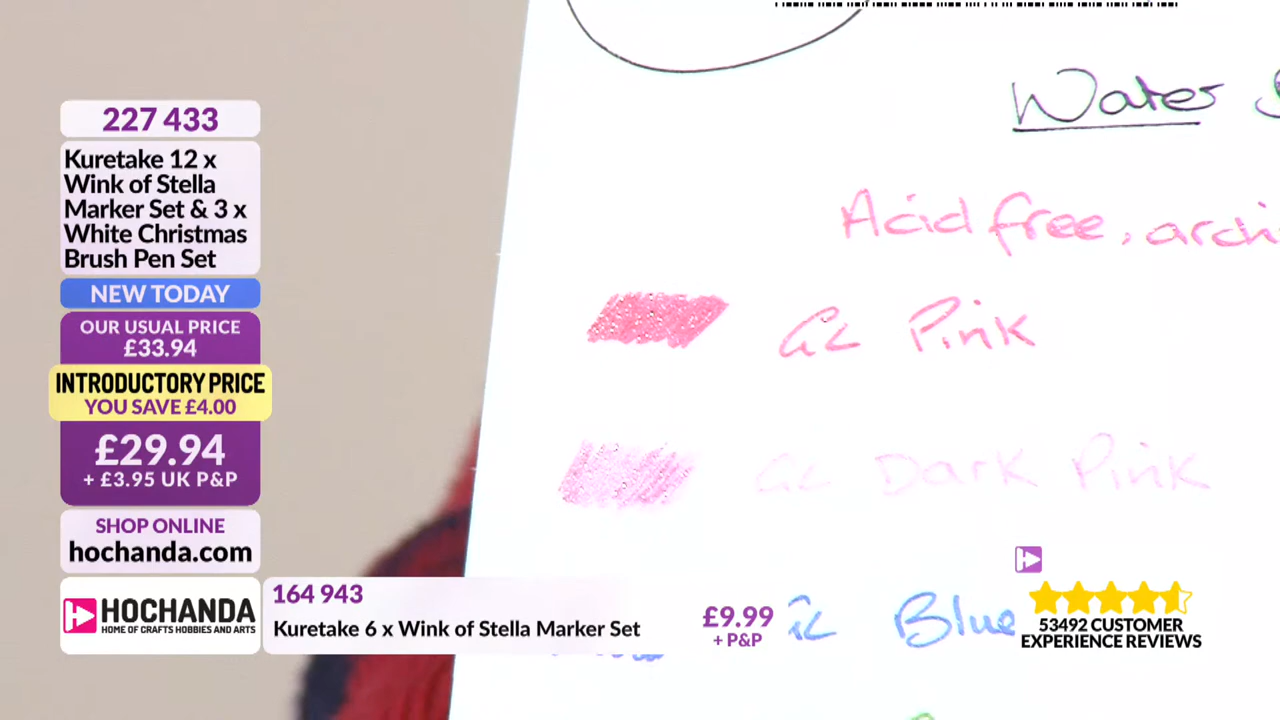 227 433
Kuretake 12 x
Wink of Stella
Marker Set & 3 x
White Christmas
Brush Pen Set
NEW TODAY
OUR USUAL PRICE
£33.94
INTRODUCTORY PRICE
YOU SAVE £4.00
£29.94
+ £3.95 UK P&P
SHOP ONLINE
hochanda.com
HOCHANDA
HOME OF CRAFTS HOBBIES AND ARTS
164 943
Kuretake 6 x Wink of Stella Marker Set
£9.99
+ P&P
Water
Acid free, archi
Pink
Dark Pink
Blue
53492 CUSTOMER
EXPERIENCE REVIEWS